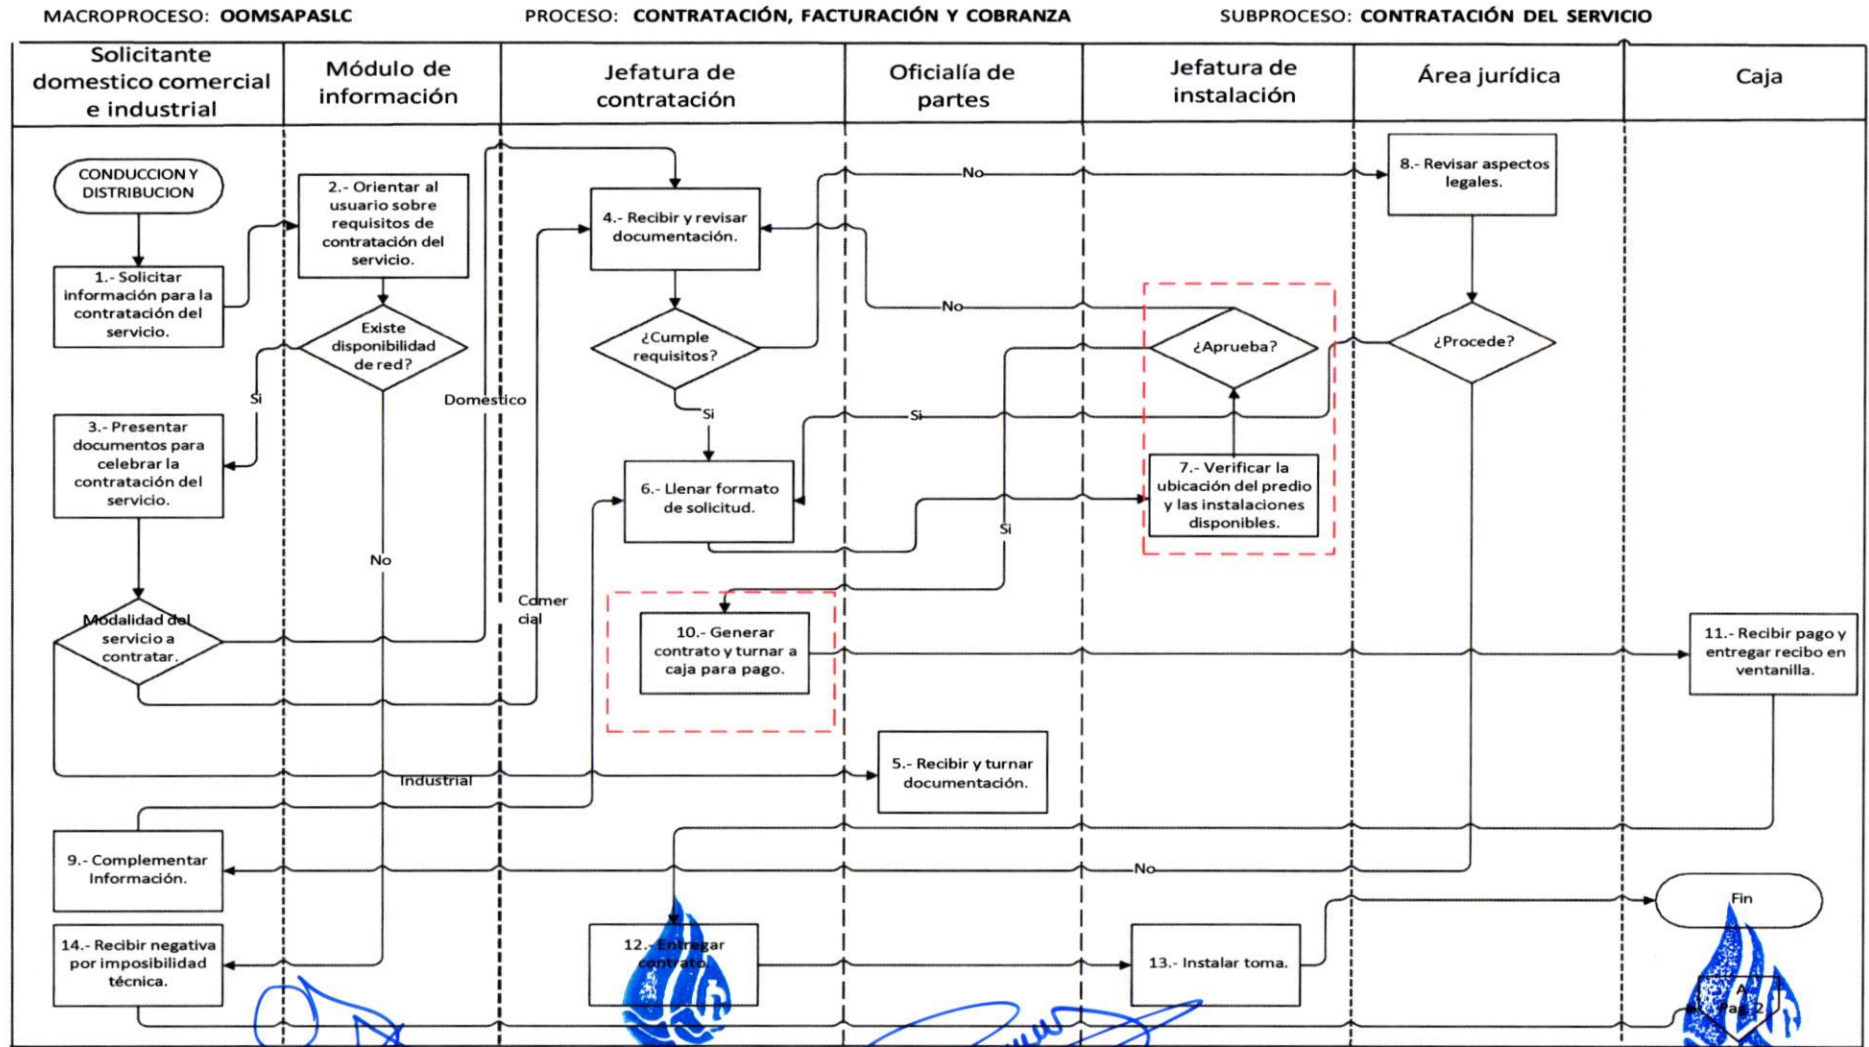 MACROPROCESO: OOMSAPASLC
PROCESO: CONTRATACIÓN, FACTURACIÓN Y COBRANZA
SUBPROCESO: CONTRATACIÓN DEL SERVICIO
Solicitante
domestico comercial
e industrial
Módulo de
información
Jefatura de
contratación
Oficialía de
partes
Jefatura de
instalación
Área jurídica
Caja
CONDUCCION Y
DISTRIBUCION
1.- Solicitar
información para la
contratación del
servicio.
2.- Orientar al
usuario sobre
requisitos de
contratación del
servicio.
Existe
disponibilidad
de red?
Si
No
3.- Presentar
documentos para
celebrar la
contratación del
servicio.
Modalidad del
servicio a
contratar.
Domestico
Comer
cial
Industrial
4.- Recibir y revisar
documentación.
¿Cumple
requisitos?
No
Si
6.- Llenar formato
de solicitud.
7.- Verificar la
ubicación del predio
y las instalaciones
disponibles.
¿Aprueba?
No
Si
8.- Revisar aspectos
legales.
¿Procede?
Si
No
10.- Generar
contrato y turnar a
caja para pago.
11.- Recibir pago y
entregar recibo en
ventanilla.
5.- Recibir y turnar
documentación.
9.- Complementar
Información.
14.- Recibir negativa
por imposibilidad
técnica.
12.- Entregar
contrato.
13.- Instalar toma.
Fin
A
Pag. 2